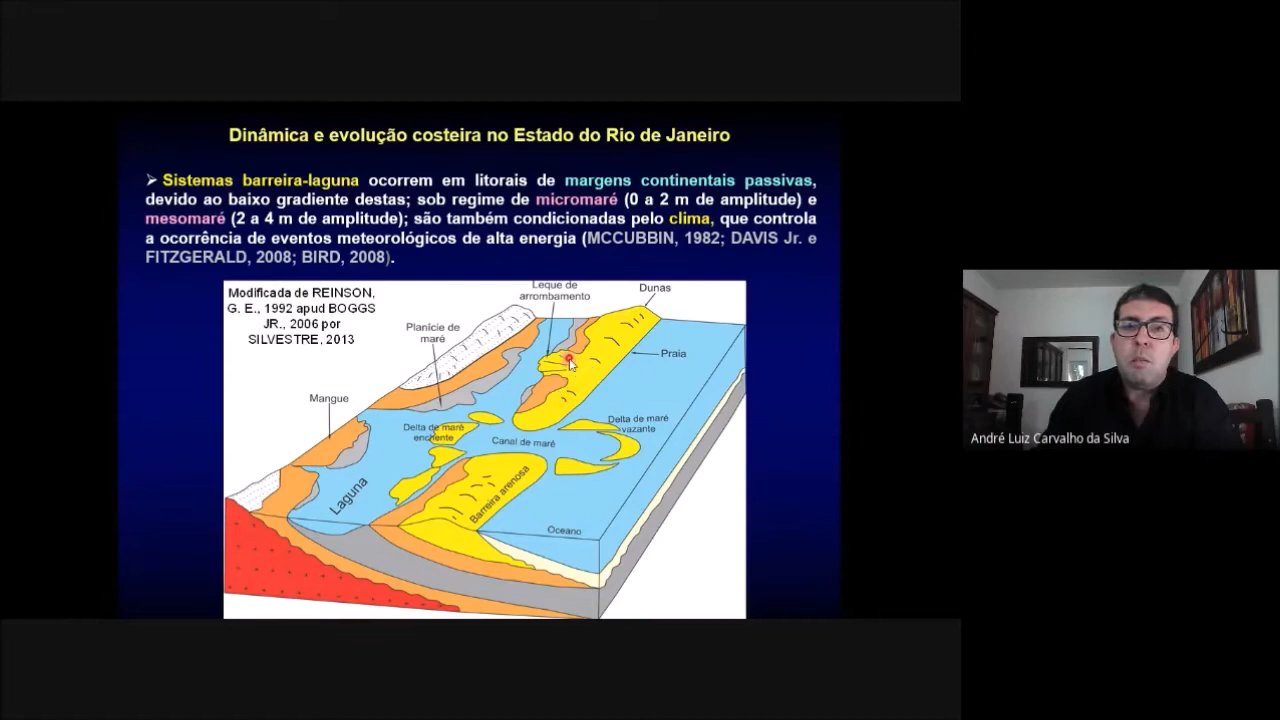 Dinâmica e evolução costeira no Estado do Rio de Janeiro
➢ Sistemas barreira-laguna ocorrem em litorais de margens continentais passivas,
devido ao baixo gradiente destas; sob regime de micromaré (0 a 2 m de amplitude) e
mesomaré (2 a 4 m de amplitude); são também condicionadas pelo clima, que controla
a ocorrência de eventos meteorológicos de alta energia (MCCUBBIN, 1982; DAVIS Jr. e
FITZGERALD, 2008; BIRD, 2008).
Modificada de REINSON,
G. E., 1992 apud BOGGS
JR., 2006 por
SILVESTRE, 2013
Leque de
arrombamento
Dunas
Planície de
maré
Praia
Mangue
Delta de maré
enchente
Delta de maré
vazante
Canal de maré
Laguna
Barreira arenosa
Oceano
André Luiz Carvalho da Silva